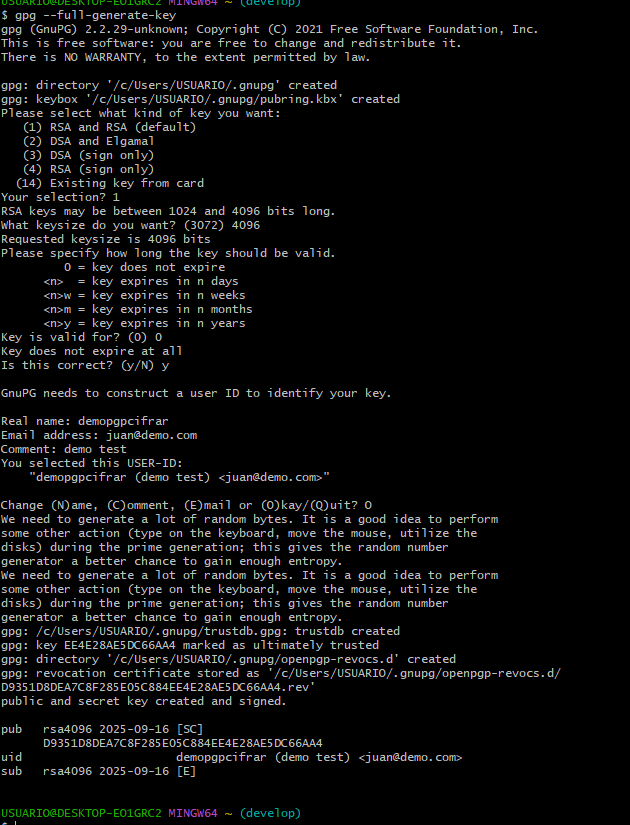 USUARIO@DESKTOP-EO1GRC2 MINGW64 ~ (develop)
$ gpg --full-generate-key
gpg (GnuPG) 2.2.29-unknown; Copyright (C) 2021 Free Software Foundation, Inc.
This is free software: you are free to change and redistribute it.
There is NO WARRANTY, to the extent permitted by law.

gpg: directory '/c/Users/USUARIO/.gnupg' created
gpg: keybox '/c/Users/USUARIO/.gnupg/pubring.kbx' created
Please select what kind of key you want:
   (1) RSA and RSA (default)
   (2) DSA and Elgamal
   (3) DSA (sign only)
   (4) RSA (sign only)
  (14) Existing key from card
Your selection? 1
RSA keys may be between 1024 and 4096 bits long.
What keysize do you want? (3072) 4096
Requested keysize is 4096 bits
Please specify how long the key should be valid.
         0 = key does not expire
      <n>  = key expires in n days
      <n>w = key expires in n weeks
      <n>m = key expires in n months
      <n>y = key expires in n years
Key is valid for? (0) 0
Key does not expire at all
Is this correct? (y/N) y

GnuPG needs to construct a user ID to identify your key.

Real name: demopgpcifrar
Email address: juan@demo.com
Comment: demo test
You selected this USER-ID:
    "demopgpcifrar (demo test) <juan@demo.com>"

Change (N)ame, (C)omment, (E)mail or (O)kay/(Q)uit? O
We need to generate a lot of random bytes. It is a good idea to perform
some other action (type on the keyboard, move the mouse, utilize the
disks) during the prime generation; this gives the random number
generator a better chance to gain enough entropy.
We need to generate a lot of random bytes. It is a good idea to perform
some other action (type on the keyboard, move the mouse, utilize the
disks) during the prime generation; this gives the random number
generator a better chance to gain enough entropy.
gpg: /c/Users/USUARIO/.gnupg/trustdb.gpg: trustdb created
gpg: key EE4E28AE5DC66AA4 marked as ultimately trusted
gpg: directory '/c/Users/USUARIO/.gnupg/openpgp-revocs.d' created
gpg: revocation certificate stored as '/c/Users/USUARIO/.gnupg/openpgp-revocs.d/
D9351D8DEA7C8F285E05C884EE4E28AE5DC66AA4.rev'
public and secret key created and signed.

pub   rsa4096 2025-09-16 [SC]
      D9351D8DEA7C8F285E05C884EE4E28AE5DC66AA4
uid                      demopgpcifrar (demo test) <juan@demo.com>
sub   rsa4096 2025-09-16 [E]

USUARIO@DESKTOP-EO1GRC2 MINGW64 ~ (develop)
$